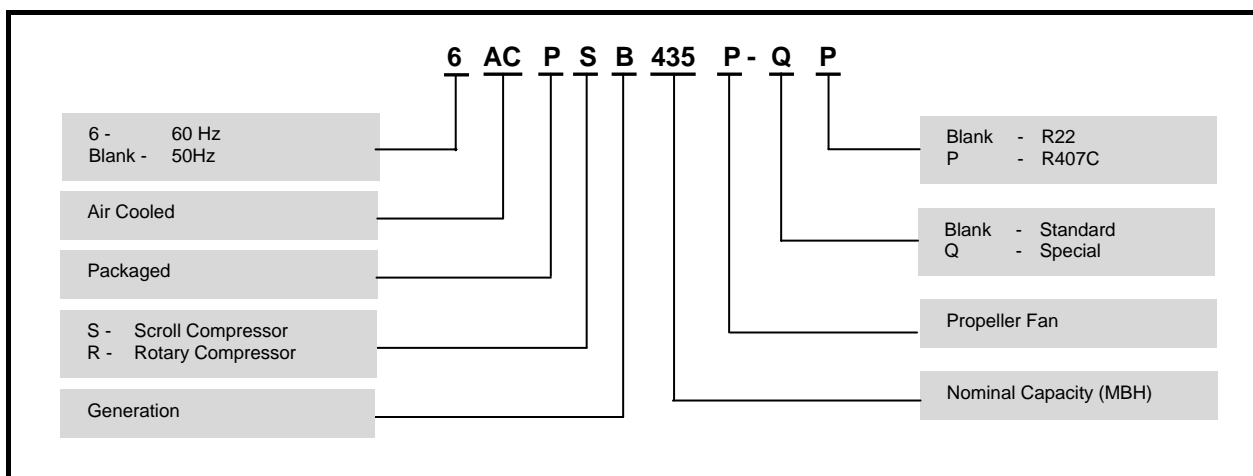 6 AC P S B 435 P - Q P
6 - 60 Hz
Blank - 50Hz
Air Cooled
Packaged
S - Scroll Compressor
R - Rotary Compressor
Generation
Blank - R22
P - R407C
Blank - Standard
Q - Special
Propeller Fan
Nominal Capacity (MBH)